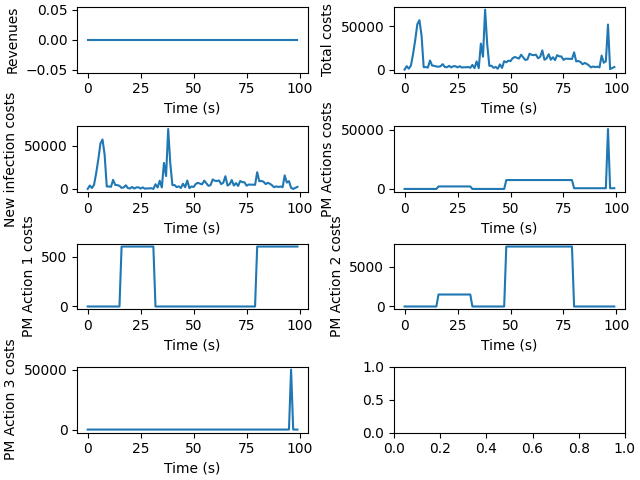 Revenues
0.05
0.00
−0.05
0 25 50 75 100
Time (s)
Total costs
50000
0
0 25 50 75 100
Time (s)
New infection costs
50000
0
0 25 50 75 100
Time (s)
PM Actions costs
50000
0
0 25 50 75 100
Time (s)
PM Action 1 costs
500
0
0 25 50 75 100
Time (s)
PM Action 2 costs
5000
0
0 25 50 75 100
Time (s)
PM Action 3 costs
50000
0
0 25 50 75 100
Time (s)
1.0
0.5
0.0
0.0 0.2 0.4 0.6 0.8 1.0